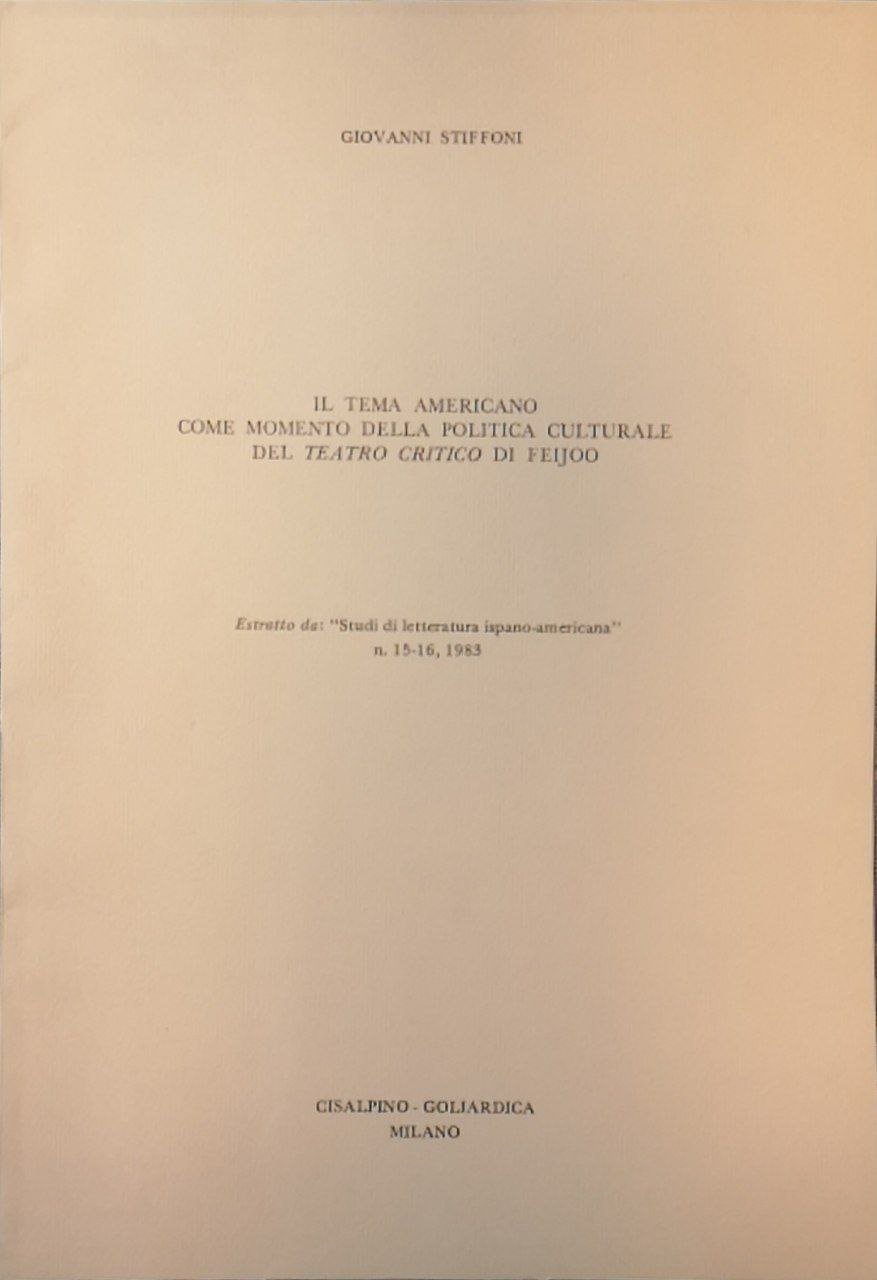 GIOVANNI STIFFONI
IL TEMA AMERICANO
COME MOMENTO DELLA POLITICA CULTURALE
DEL TEATRO CRITICO DI FEIJOO
Estratto da: "Studi di letteratura ispano-americana"
n. 15-16, 1983
CISALPINO - GOLIARDICA
MILANO